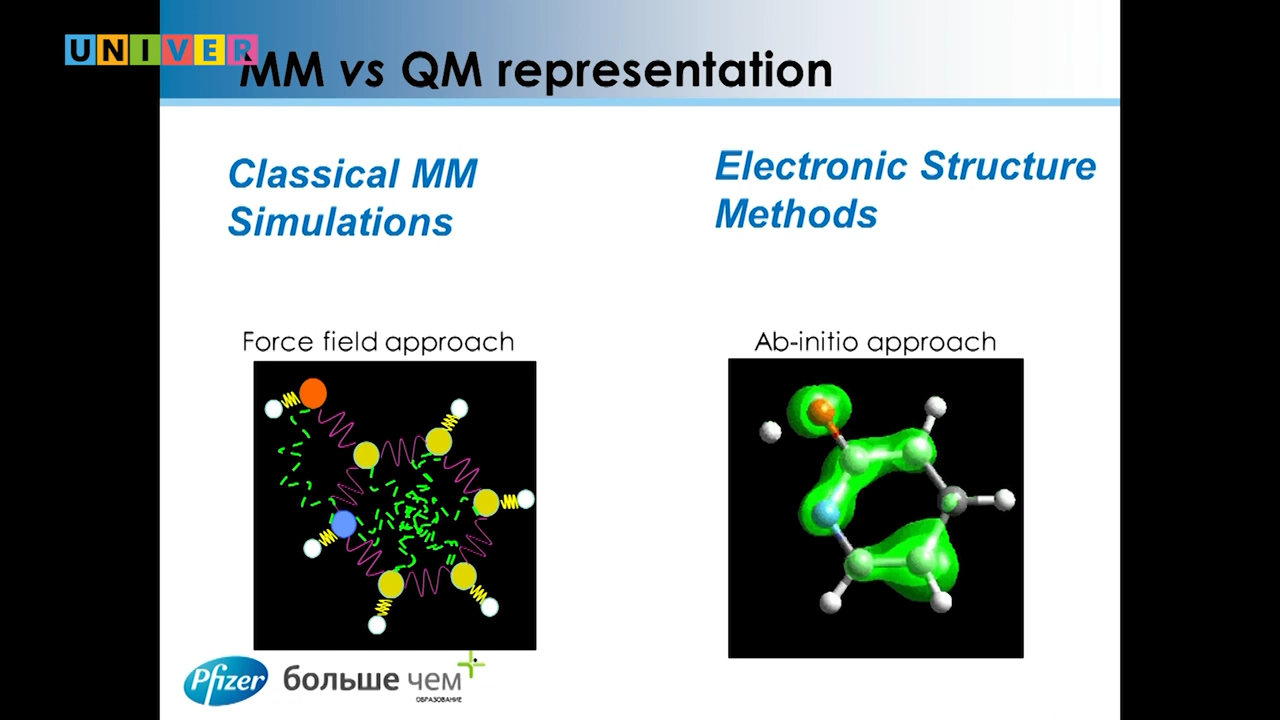 UNIVER
MM vs QM representation
Classical MM
Simulations
Electronic Structure
Methods
Force field approach
Ab-initio approach
Pfizer
больше чем
ОБРАЗОВАНИЕ